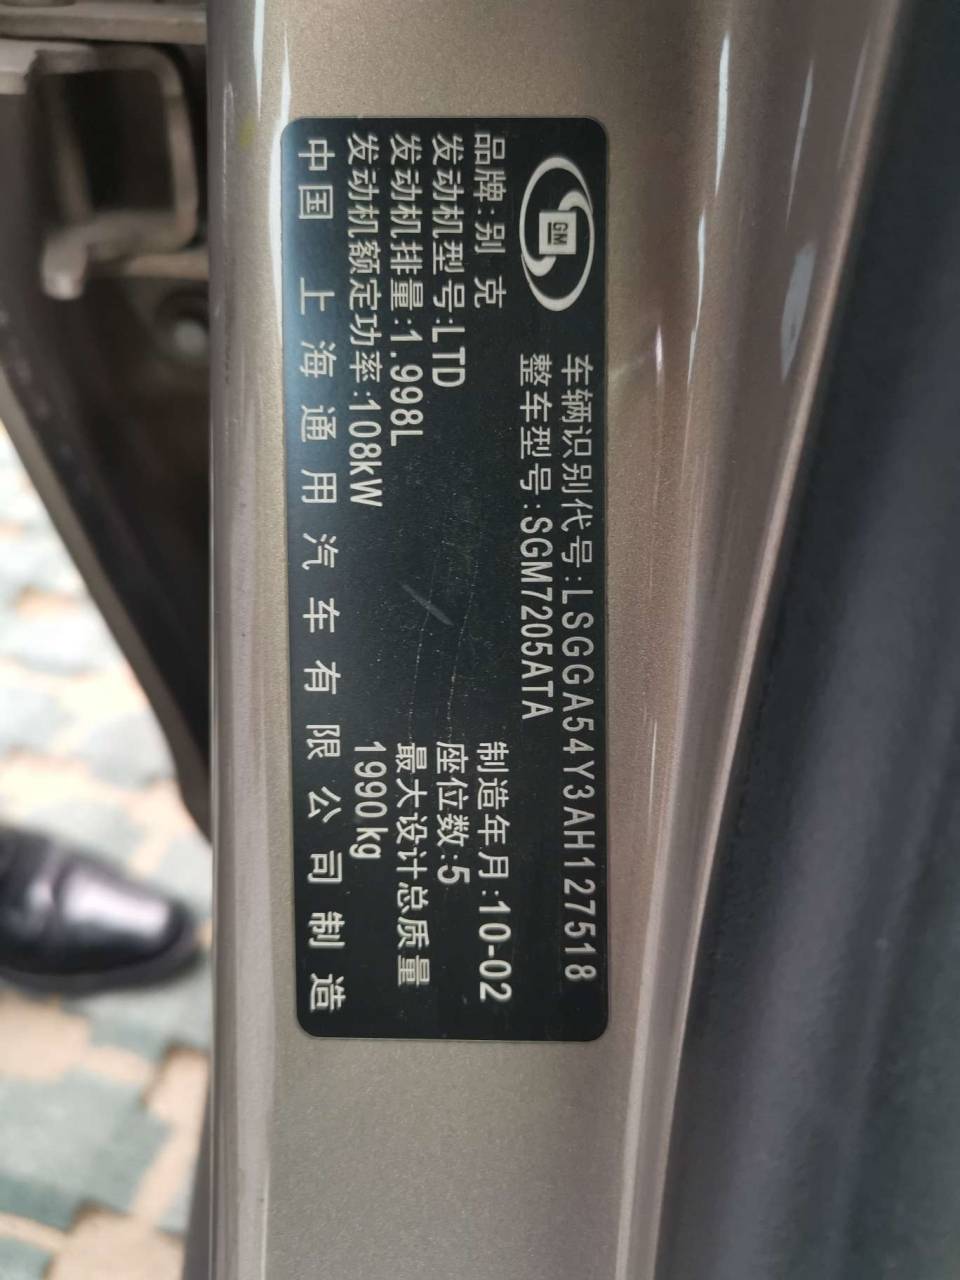 GM
车辆识别代号:LSGGA54Y3AH127518
整车型号:SGM7205ATA
品牌:别克
制造年月:10-02
发动机型号:LTD
座位数:5
发动机排量:1.998L
最大设计总质量
发动机额定功率:108kW
1990kg
中国 上海通用汽车有限公司制造